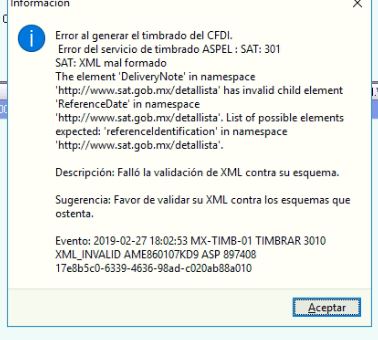 Información
Error al generar el timbrado del CFDI.
Error del servicio de timbrado ASPEL : SAT: 301
SAT: XML mal formado
The element 'DeliveryNote' in namespace
'http://www.sat.gob.mx/detallista' has invalid child element
'ReferenceDate' in namespace
'http://www.sat.gob.mx/detallista'. List of possible elements
expected: 'referenceIdentification' in namespace
'http://www.sat.gob.mx/detallista'.
Descripción: Falló la validación de XML contra su esquema.
Sugerencia: Favor de validar su XML contra los esquemas que
ostenta.
Evento: 2019-02-27 18:02:53 MX-TIMB-01 TIMBRAR 3010
XML_INVALID AME860107KD9 ASP 897408
17e8b5c0-6339-4636-98ad-c020ab88a010
Aceptar